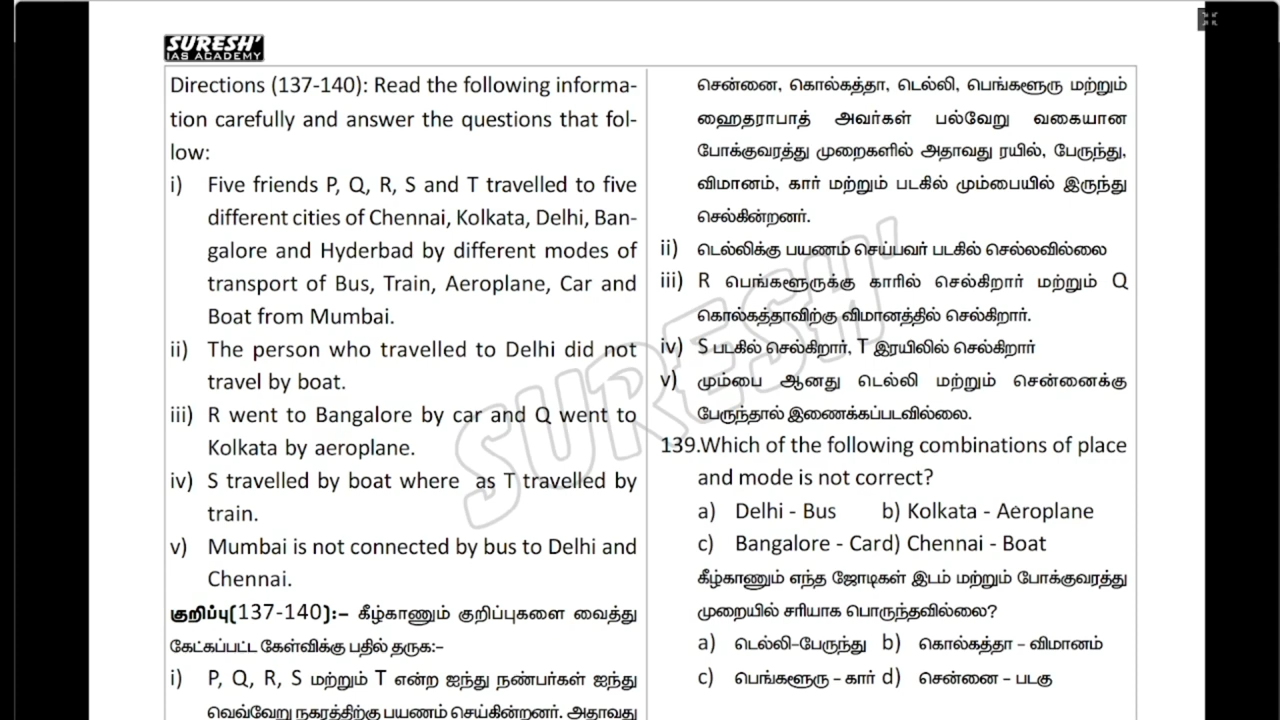 SURESH'
IAS ACADEMY
Directions (137-140): Read the following informa-
tion carefully and answer the questions that fol-
low:
i) Five friends P, Q, R, S and T travelled to five
different cities of Chennai, Kolkata, Delhi, Ban-
galore and Hyderbad by different modes of
transport of Bus, Train, Aeroplane, Car and
Boat from Mumbai.
ii) The person who travelled to Delhi did not
travel by boat.
iii) R went to Bangalore by car and Q went to
Kolkata by aeroplane.
iv) S travelled by boat where as T travelled by
train.
v) Mumbai is not connected by bus to Delhi and
Chennai.
குறிப்பு(137-140):– கீழ்காணும் குறிப்புகளை வைத்து
கேட்கப்பட்ட கேள்விக்கு பதில் தருக:–
i) P, Q, R, S மற்றும் T என்ற ஐந்து நண்பர்கள் ஐந்து
வெவ்வேறு நகரத்திற்கு பயணம் செய்கின்றனர். அதாவது
சென்னை, கொல்கத்தா, டெல்லி, பெங்களூரு மற்றும்
ஹைதராபாத் அவர்கள் பல்வேறு வகையான
போக்குவரத்து முறைகளில் அதாவது ரயில், பேருந்து,
விமானம், கார் மற்றும் படகில் மும்பையில் இருந்து
செல்கின்றனர்.
ii) டெல்லிக்கு பயணம் செய்பவர் படகில் செல்லவில்லை
iii) R பெங்களூருக்கு காரில் செல்கிறார் மற்றும் Q
கொல்கத்தாவிற்கு விமானத்தில் செல்கிறார்.
iv) S படகில் செல்கிறார், T இரயிலில் செல்கிறார்
v) மும்பை ஆனது டெல்லி மற்றும் சென்னைக்கு
பேருந்தால் இணைக்கப்படவில்லை.
139.Which of the following combinations of place
and mode is not correct?
a) Delhi - Bus b) Kolkata - Aeroplane
c) Bangalore - Card) Chennai - Boat
கீழ்காணும் எந்த ஜோடிகள் இடம் மற்றும் போக்குவரத்து
முறையில் சரியாக பொருந்தவில்லை?
a) டெல்லி–பேருந்து b) கொல்கத்தா – விமானம்
c) பெங்களூரு – கார் d) சென்னை – படகு
SURESH'